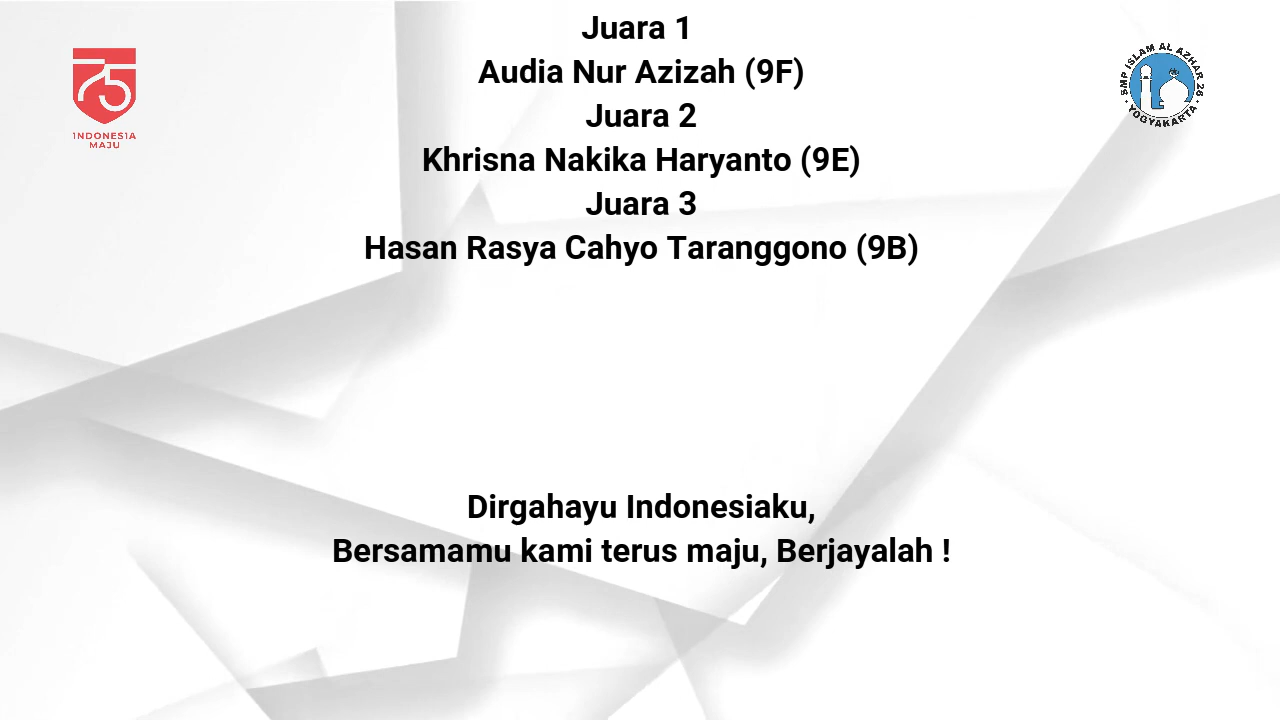 Juara 1
Audia Nur Azizah (9F)
Juara 2
Khrisna Nakika Haryanto (9E)
Juara 3
Hasan Rasya Cahyo Taranggono (9B)
75
INDONESIA
MAJU
SMP ISLAM AL AZHAR 26
• YOGYAKARTA •
Dirgahayu Indonesiaku,
Bersamamu kami terus maju, Berjayalah !